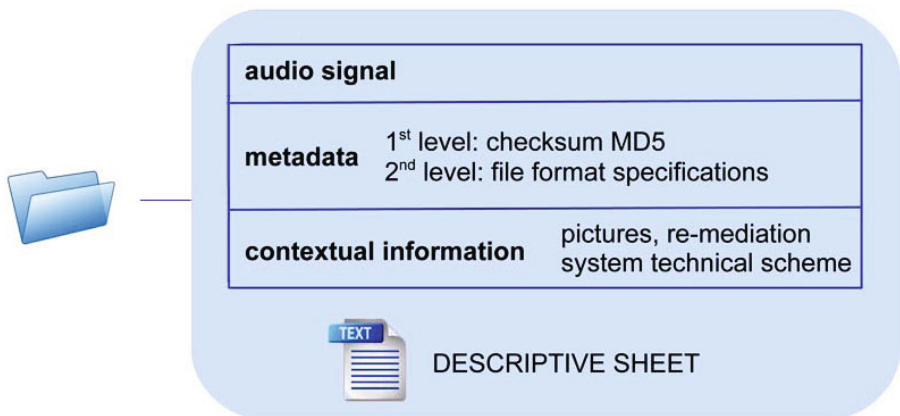 audio signal
metadata
1st level: checksum MD5
2nd level: file format specifications
contextual information
pictures, re-mediation
system technical scheme
TEXT
DESCRIPTIVE SHEET